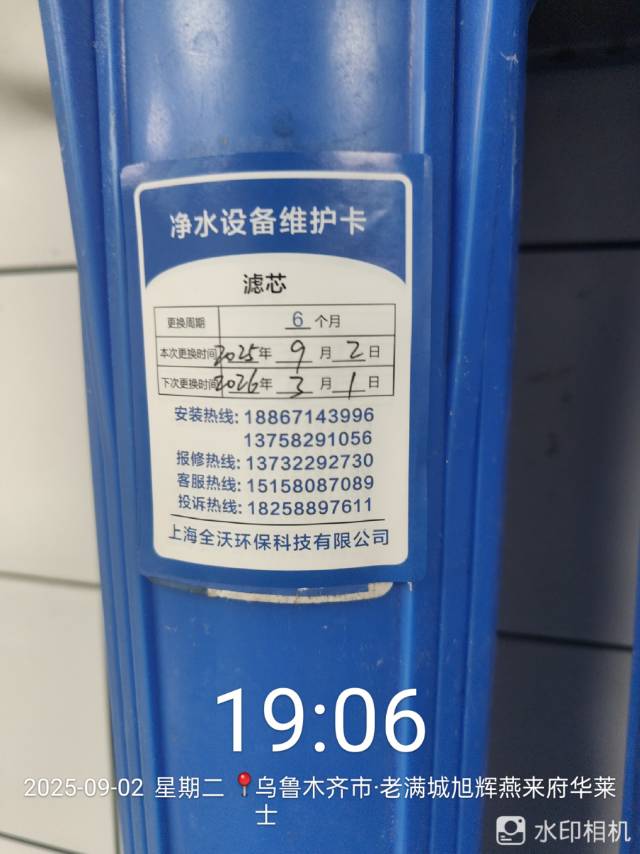 净水设备维护卡
滤芯
更换周期 6 个月
本次更换时间 2025年 9 月 2 日
下次更换时间 2026年 3 月 1 日
安装热线: 18867143996
13758291056
报修热线: 13732292730
客服热线: 15158087089
投诉热线: 18258897611
上海全沃环保科技有限公司
19:06
2025-09-02 星期二 📍乌鲁木齐市·老满城旭辉燕来府华莱
士
水印相机